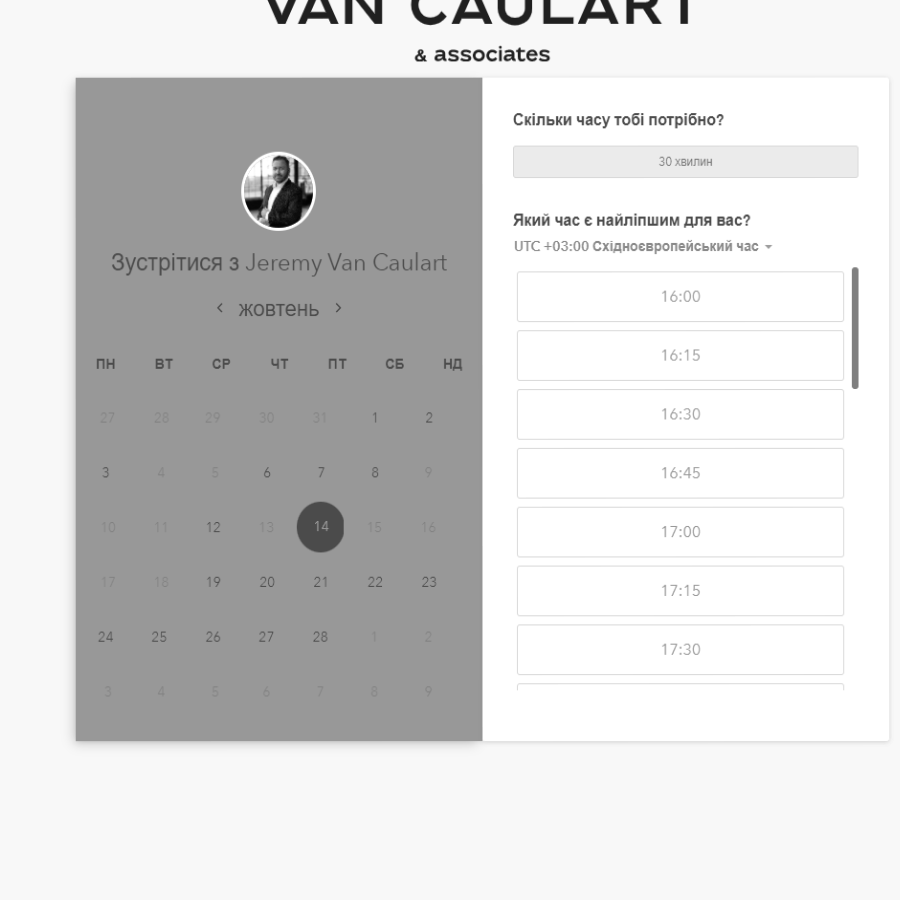 VAN CAULART
& associates
Зустрітися з Jeremy Van Caulart
жовтень
ПН ВТ СР ЧТ ПТ СБ НД
27 28 29 30 31 1 2
3 4 5 6 7 8 9
10 11 12 13 14 15 16
17 18 19 20 21 22 23
24 25 26 27 28 1 2
3 4 5 6 7 8 9
Скільки часу тобі потрібно?
30 хвилин
Який час є найліпшим для вас?
UTC +03:00 Східноєвропейський час
16:00
16:15
16:30
16:45
17:00
17:15
17:30